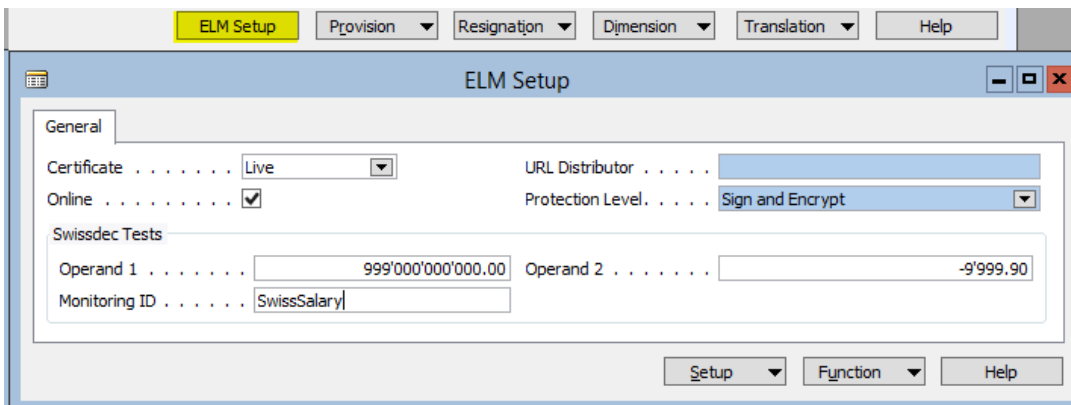 ELM Setup Provision Resignation Dimension Translation Help
ELM Setup
General
Certificate . . . . . . . Live URL Distributor . . . . .
Online . . . . . . . . . Protection Level. . . . . Sign and Encrypt
Swissdec Tests
Operand 1 . . . . . . . 999'000'000'000.00 Operand 2 . . . . . . . -9'999.90
Monitoring ID . . . . . . SwissSalary
Setup Function Help